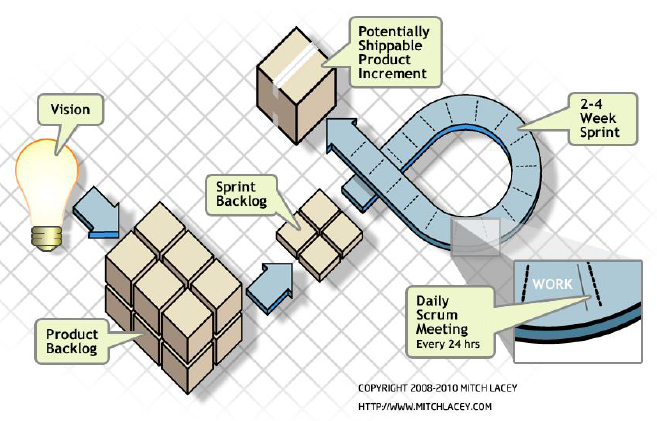 Potentially
Shippable
Product
Increment
Vision
2-4
Week
Sprint
Sprint
Backlog
WORK
Daily
Scrum
Meeting
Every 24 hrs
Product
Backlog
COPYRIGHT 2008-2010 MITCH LACEY
HTTP://WWW.MITCHLACEY.COM